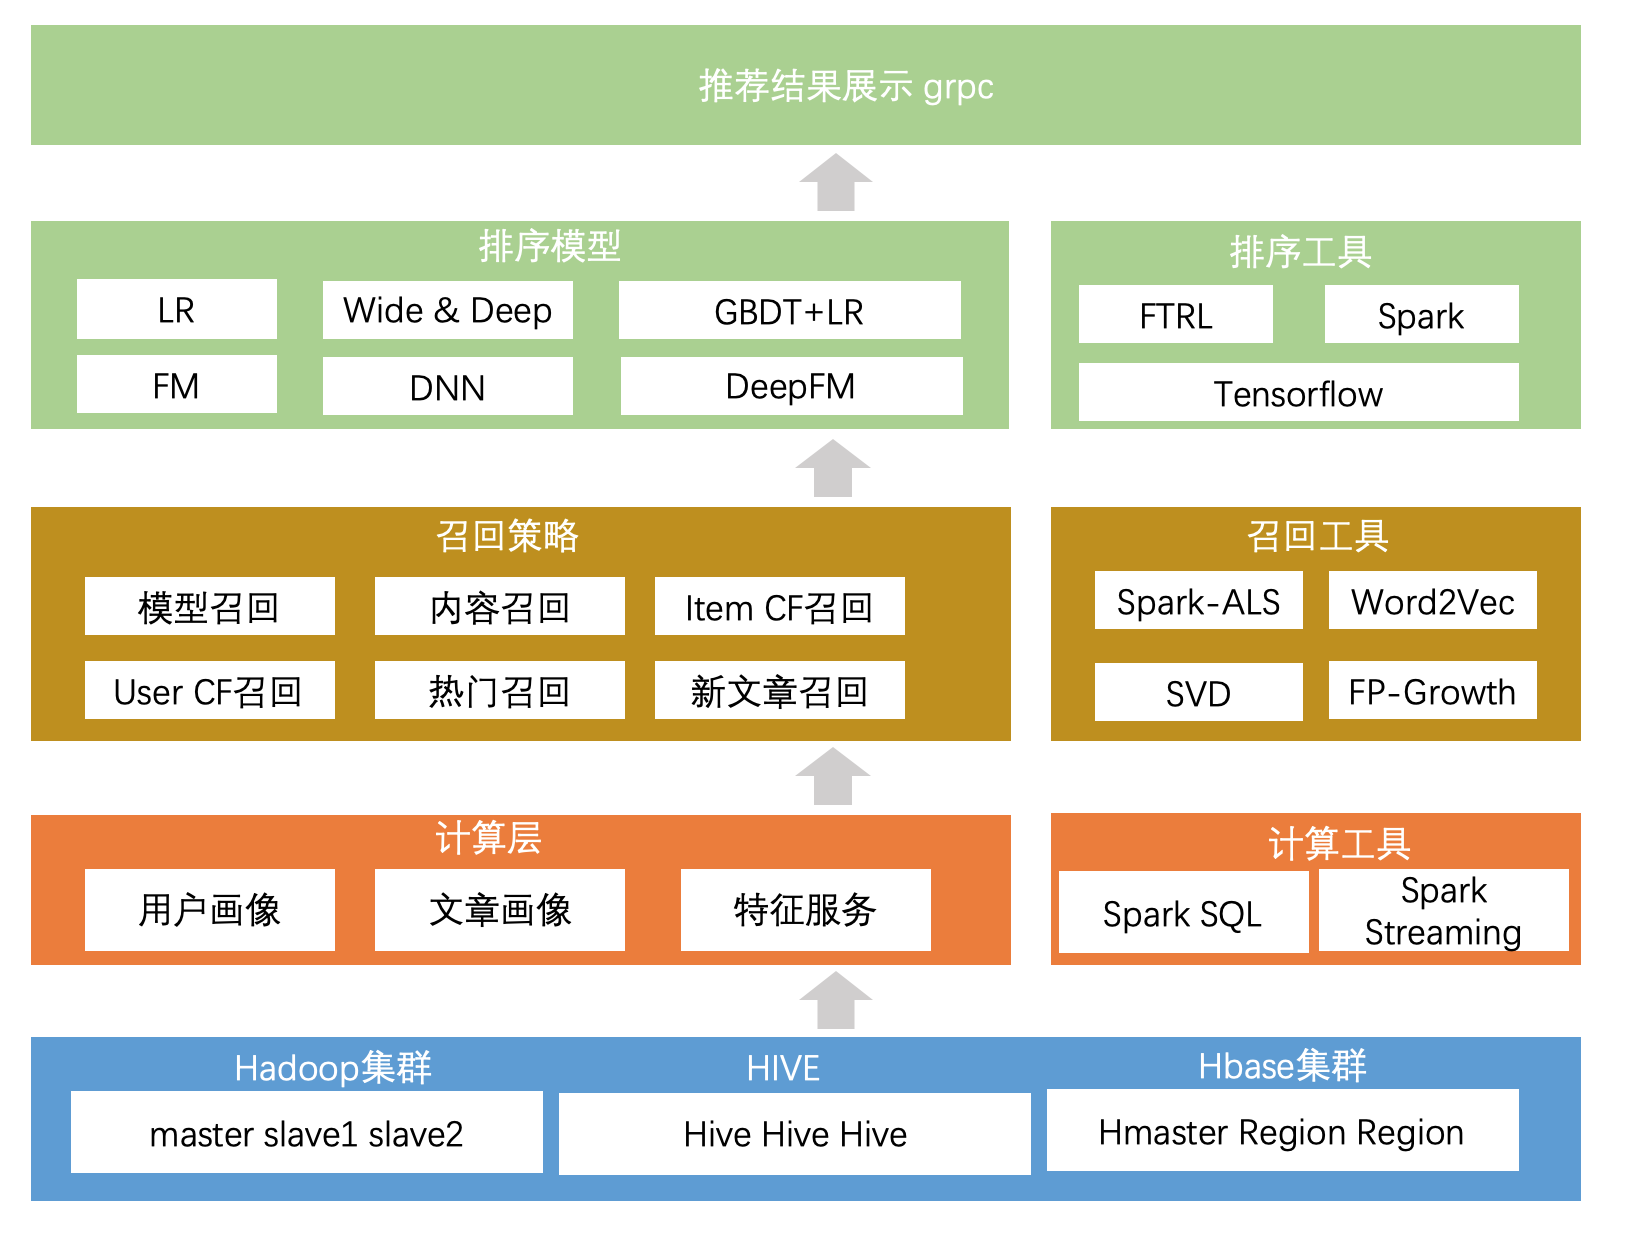 推荐结果展示 grpc
排序模型
LR
Wide & Deep
GBDT+LR
FM
DNN
DeepFM
排序工具
FTRL
Spark
Tensorflow
召回策略
模型召回
内容召回
Item CF召回
User CF召回
热门召回
新文章召回
召回工具
Spark-ALS
Word2Vec
SVD
FP-Growth
计算层
用户画像
文章画像
特征服务
计算工具
Spark SQL
Spark
Streaming
Hadoop集群
master slave1 slave2
HIVE
Hive Hive Hive
Hbase集群
Hmaster Region Region